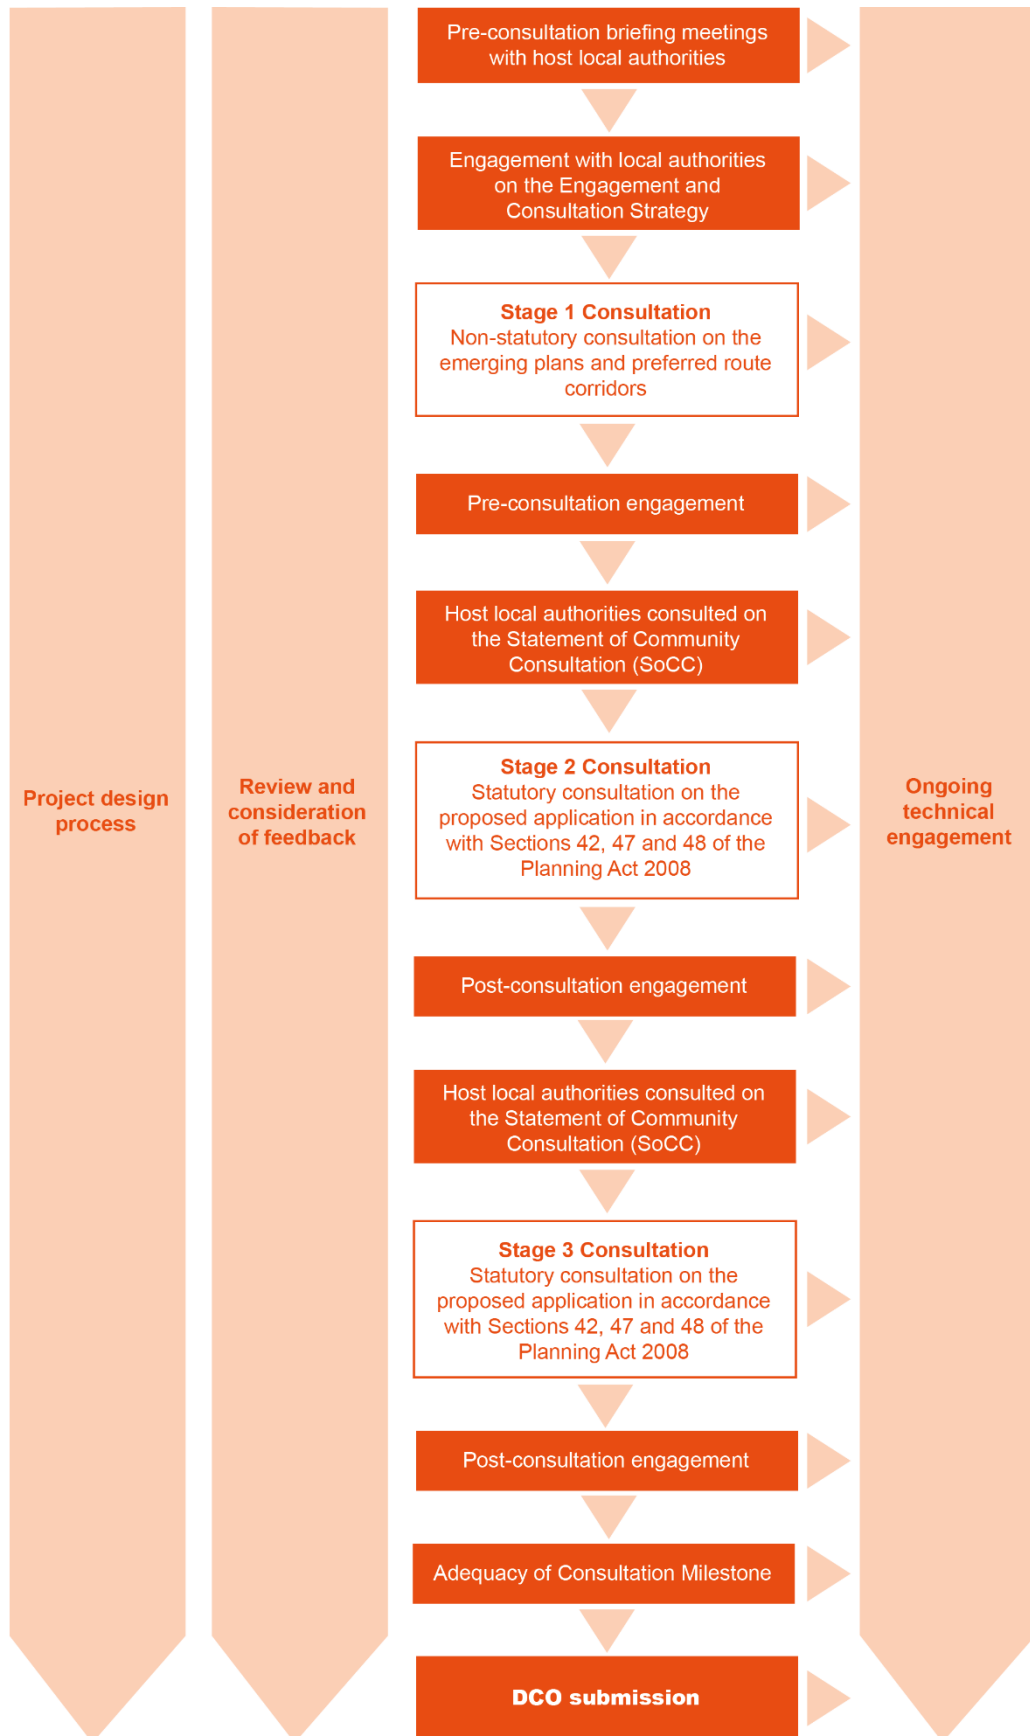 Pre-consultation briefing meetings
with host local authorities
Engagement with local authorities
on the Engagement and
Consultation Strategy
Stage 1 Consultation
Non-statutory consultation on the
emerging plans and preferred route
corridors
Pre-consultation engagement
Host local authorities consulted on
the Statement of Community
Consultation (SoCC)
Project design
process
Review and
consideration
of feedback
Stage 2 Consultation
Statutory consultation on the
proposed application in accordance
with Sections 42, 47 and 48 of the
Planning Act 2008
Ongoing
technical
engagement
Post-consultation engagement
Host local authorities consulted on
the Statement of Community
Consultation (SoCC)
Stage 3 Consultation
Statutory consultation on the
proposed application in accordance
with Sections 42, 47 and 48 of the
Planning Act 2008
Post-consultation engagement
Adequacy of Consultation Milestone
DCO submission